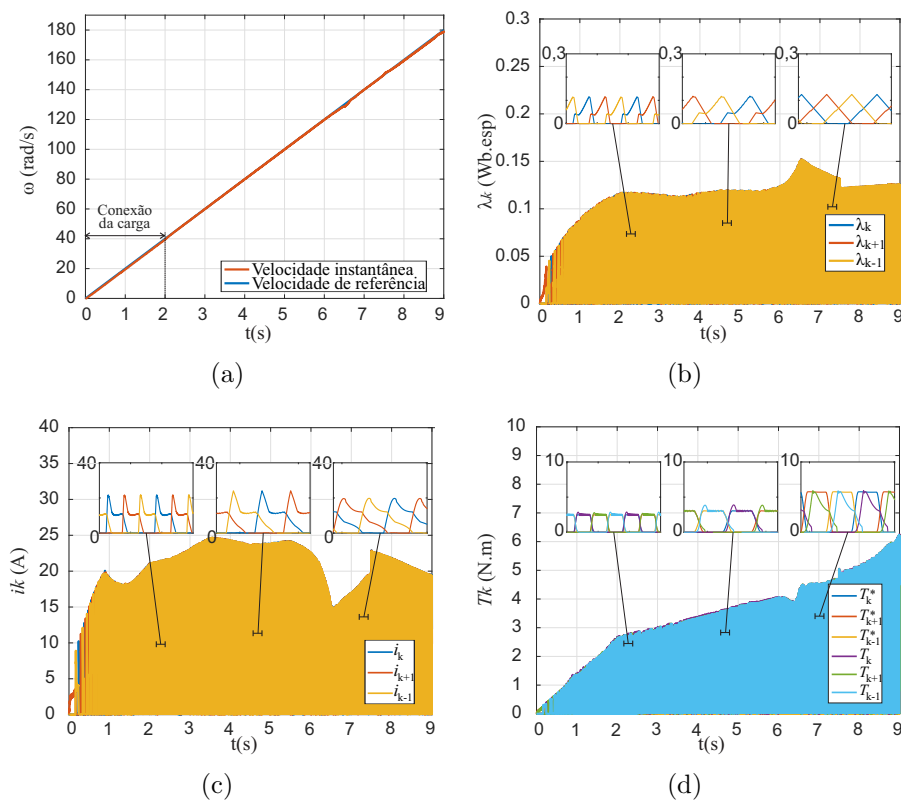 180
160
140
120
100
80
60
40
20
0
ω (rad/s)
Conexão
da carga
Velocidade instantânea
Velocidade de referência
0 1 2 3 4 5 6 7 8 9
t(s)
(a)
0.3
0.25
0.2
0.15
0.1
0.05
0
λk (Wb.esp)
0,3
0
0,3
0
0,3
0
λk
λk+1
λk-1
0 1 2 3 4 5 6 7 8 9
t(s)
(b)
40
35
30
25
20
15
10
5
0
ik (A)
40
0
40
0
40
0
ik
ik+1
ik-1
0 1 2 3 4 5 6 7 8 9
t(s)
(c)
10
9
8
7
6
5
4
3
2
1
0
Tk (N.m)
10
0
10
0
10
0
T*k
T*k+1
T*k-1
Tk
Tk+1
Tk-1
0 1 2 3 4 5 6 7 8 9
t(s)
(d)